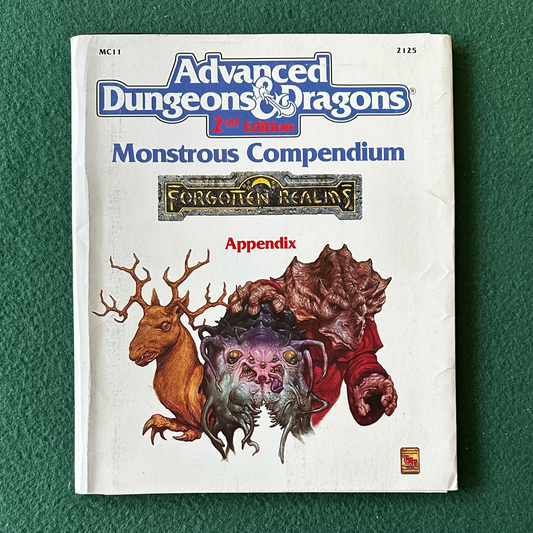 MC11 2125
Advanced
Dungeons & Dragons®
2nd Edition
Monstrous Compendium
FORGOTTEN REALMS
Appendix